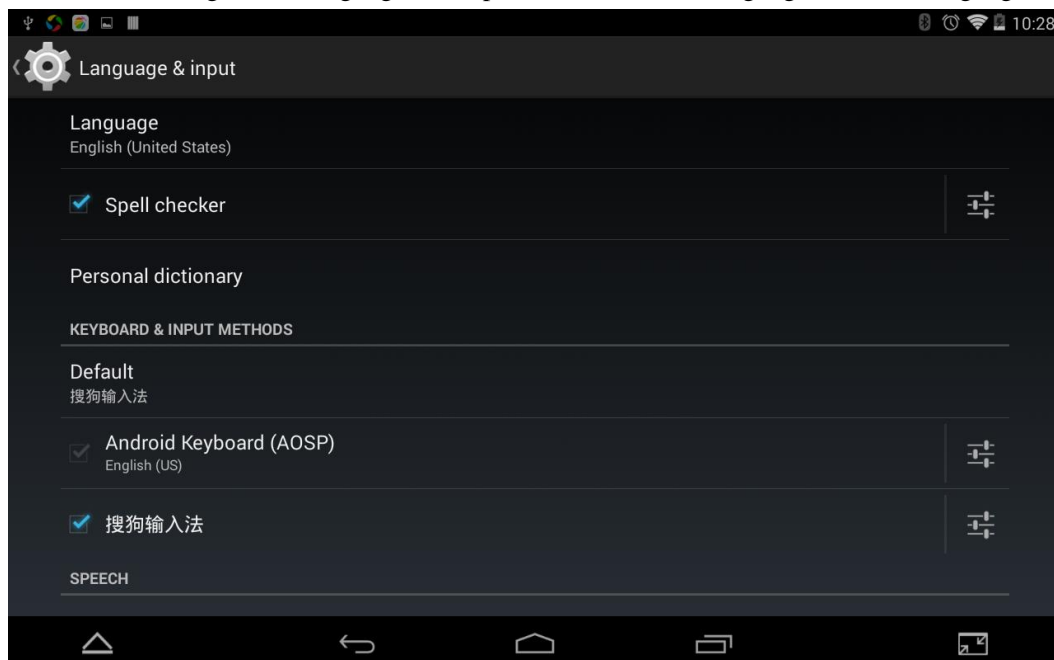 10:28
Language & input
Language
English (United States)
Spell checker
Personal dictionary
KEYBOARD & INPUT METHODS
Default
搜狗输入法
Android Keyboard (AOSP)
English (US)
搜狗输入法
SPEECH